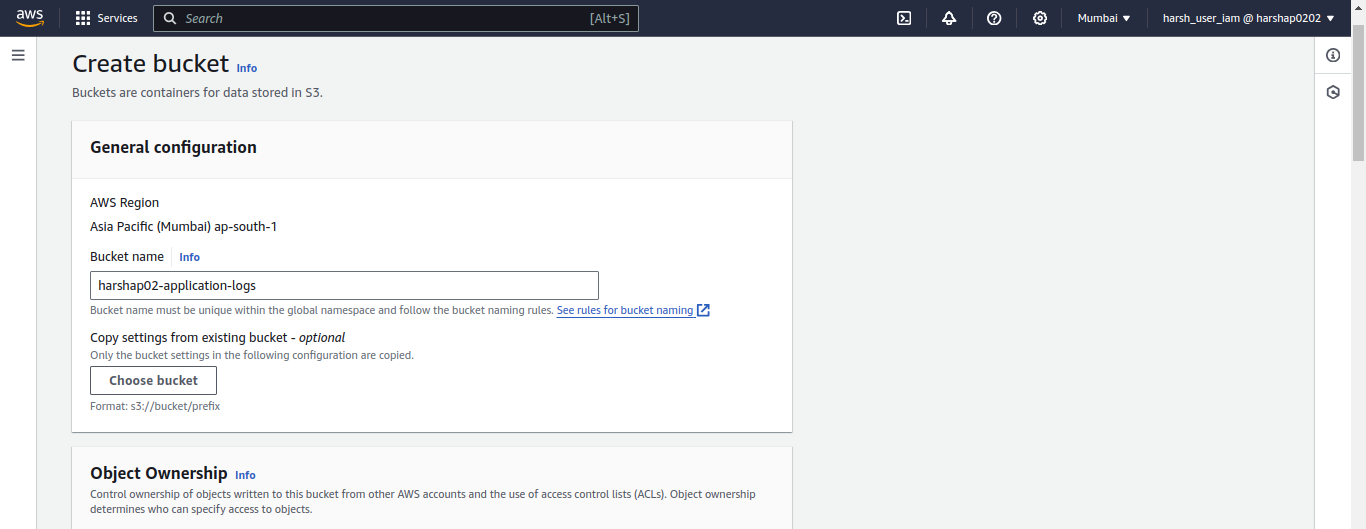 aws
Services
Search [Alt+S]
Mumbai
harsh_user_iam @ harshap0202
Create bucket Info
Buckets are containers for data stored in S3.
General configuration
AWS Region
Asia Pacific (Mumbai) ap-south-1
Bucket name Info
harshap02-application-logs
Bucket name must be unique within the global namespace and follow the bucket naming rules. See rules for bucket naming
Copy settings from existing bucket - optional
Only the bucket settings in the following configuration are copied.
Choose bucket
Format: s3://bucket/prefix
Object Ownership Info
Control ownership of objects written to this bucket from other AWS accounts and the use of access control lists (ACLs). Object ownership
determines who can specify access to objects.